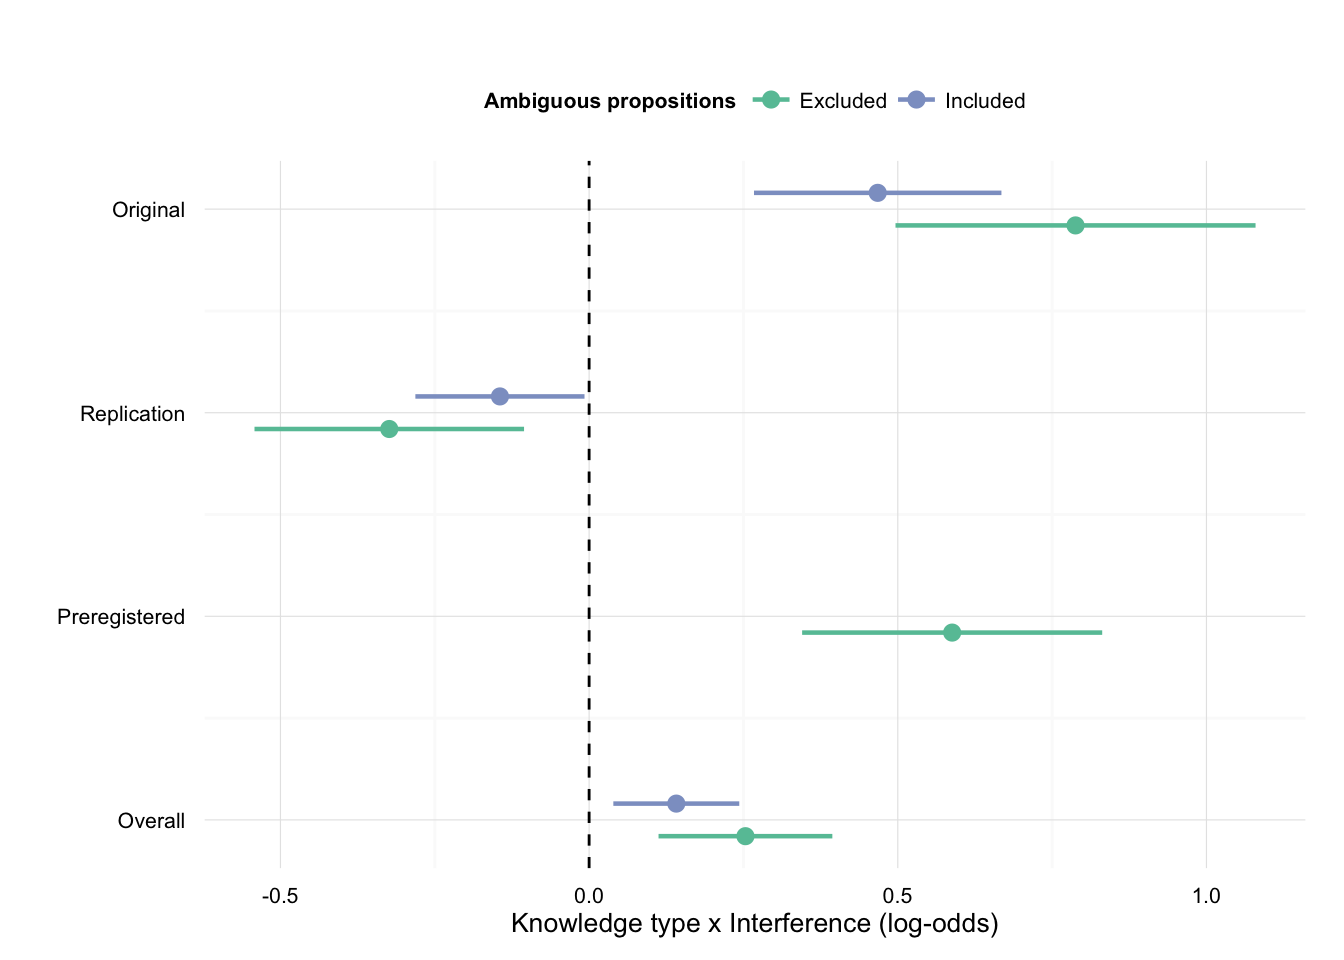 Ambiguous propositions Excluded Included
Original
Replication
Preregistered
Overall
-0.5 0.0 0.5 1.0
Knowledge type x Interference (log-odds)